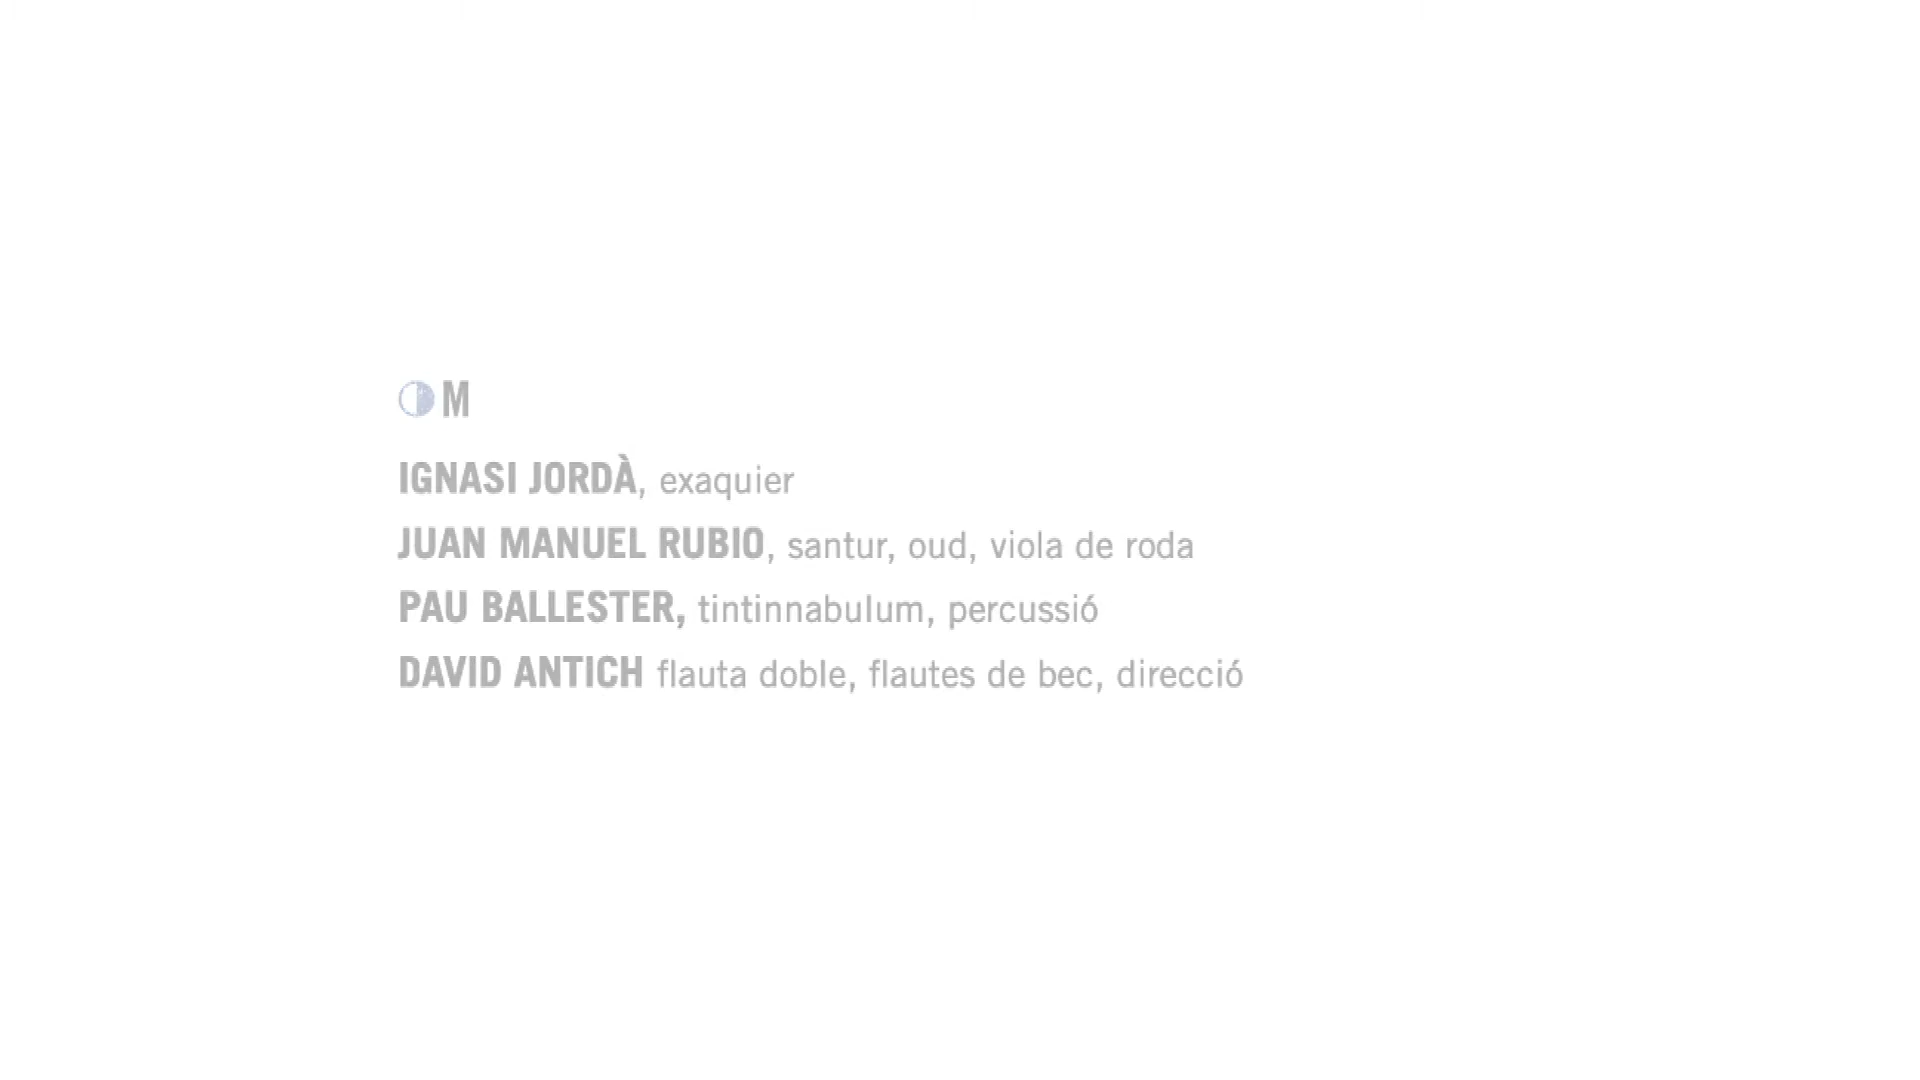 M
IGNASI JORDÀ, exaquier
JUAN MANUEL RUBIO, santur, oud, viola de roda
PAU BALLESTER, tintinnabulum, percussió
DAVID ANTICH flauta doble, flautes de bec, direcció